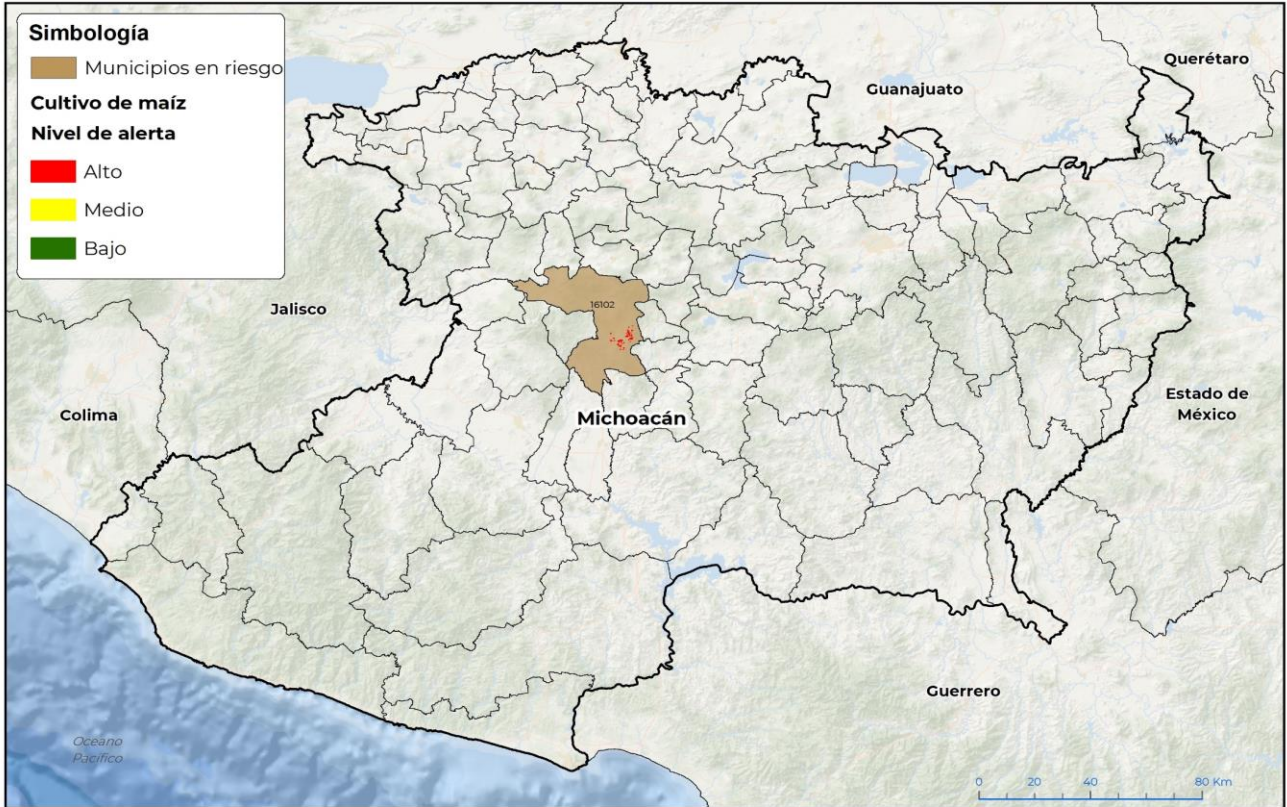 Simbología
Municipios en riesgo
Cultivo de maíz
Nivel de alerta
Alto
Medio
Bajo
Querétaro
Guanajuato
Jalisco
16102
Colima
Michoacán
Estado de
México
Guerrero
Oceano
Pacífico
0 20 40 80 Km